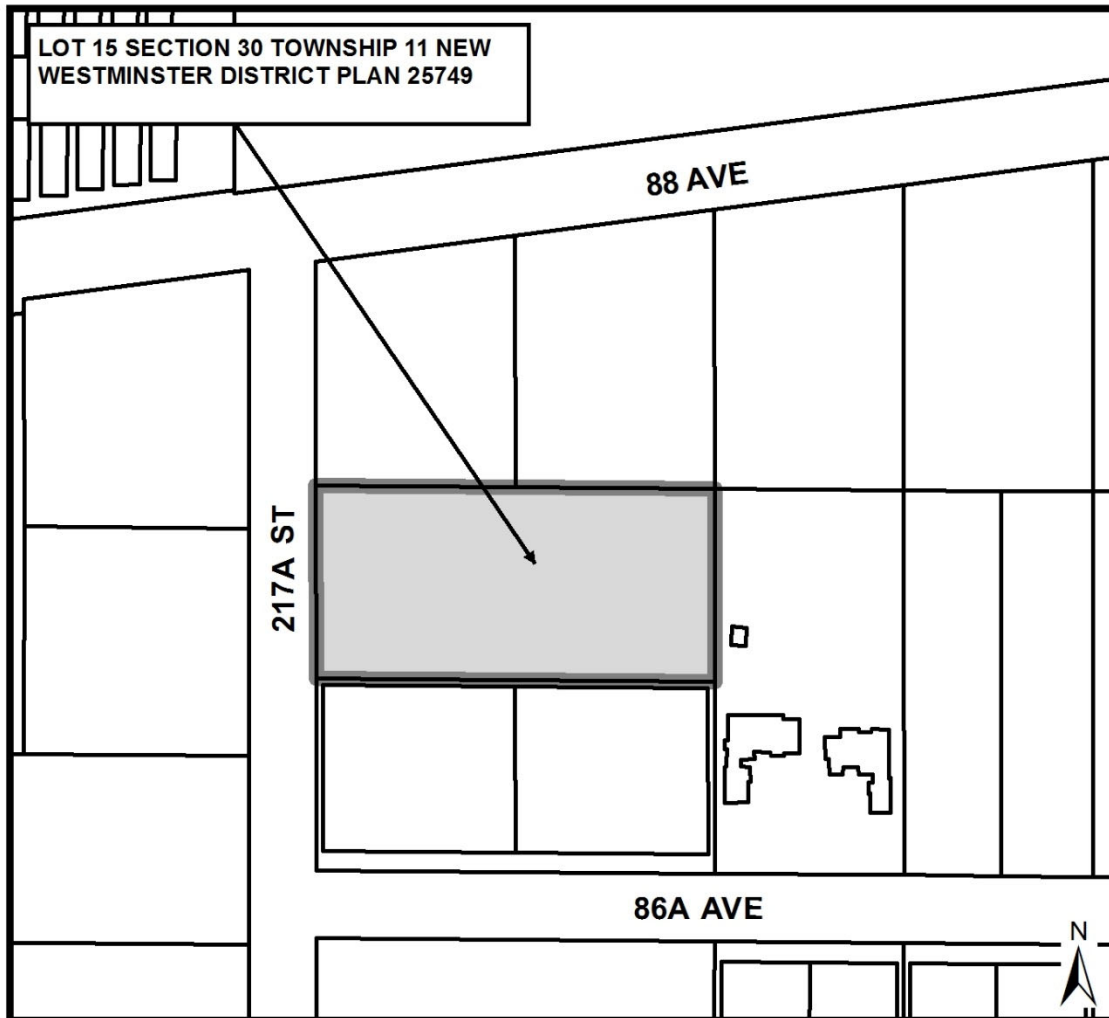 LOT 15 SECTION 30 TOWNSHIP 11 NEW
WESTMINSTER DISTRICT PLAN 25749
88 AVE
217A ST
86A AVE
N